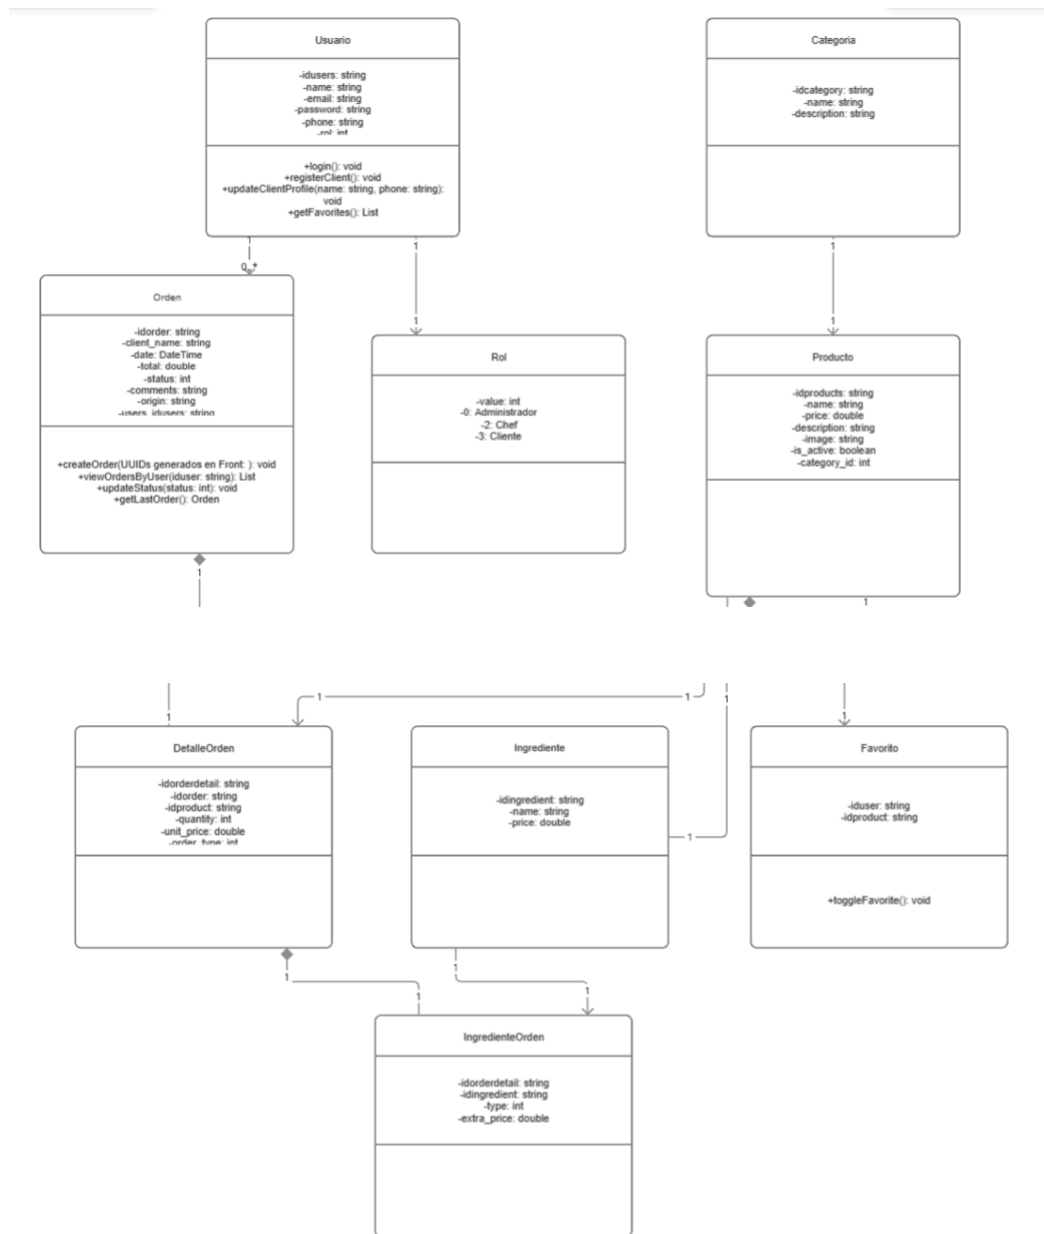 Usuario
-idusers: string
-name: string
-email: string
-password: string
-phone: string
-rol: int
+login(): void
+registerClient(): void
+updateClientProfile(name: string, phone: string):
void
+getFavorites(): List
Categoria
-idcategory: string
-name: string
-description: string
1
0..*
1
1
1
1
Orden
-idorder: string
-client_name: string
-date: DateTime
-total: double
-status: int
-comments: string
-origin: string
-users_idusers: string
+createOrder(UUIDs generados en Front: ): void
+viewOrdersByUser(iduser: string): List
+updateStatus(status: int): void
+getLastOrder(): Orden
1
Rol
-value: int
-0: Administrador
-2: Chef
-3: Cliente
Producto
-idproducts: string
-name: string
-price: double
-description: string
-image: string
-is_active: boolean
-category_id: int
1
1
1
1
1
1
DetalleOrden
-idorderdetail: string
-idorder: string
-idproduct: string
-quantity: int
-unit_price: double
-order_type: int
Ingrediente
-idingredient: string
-name: string
-price: double
1
Favorito
-iduser: string
-idproduct: string
+toggleFavorite(): void
1
1
1
1
IngredienteOrden
-idorderdetail: string
-idingredient: string
-type: int
-extra_price: double